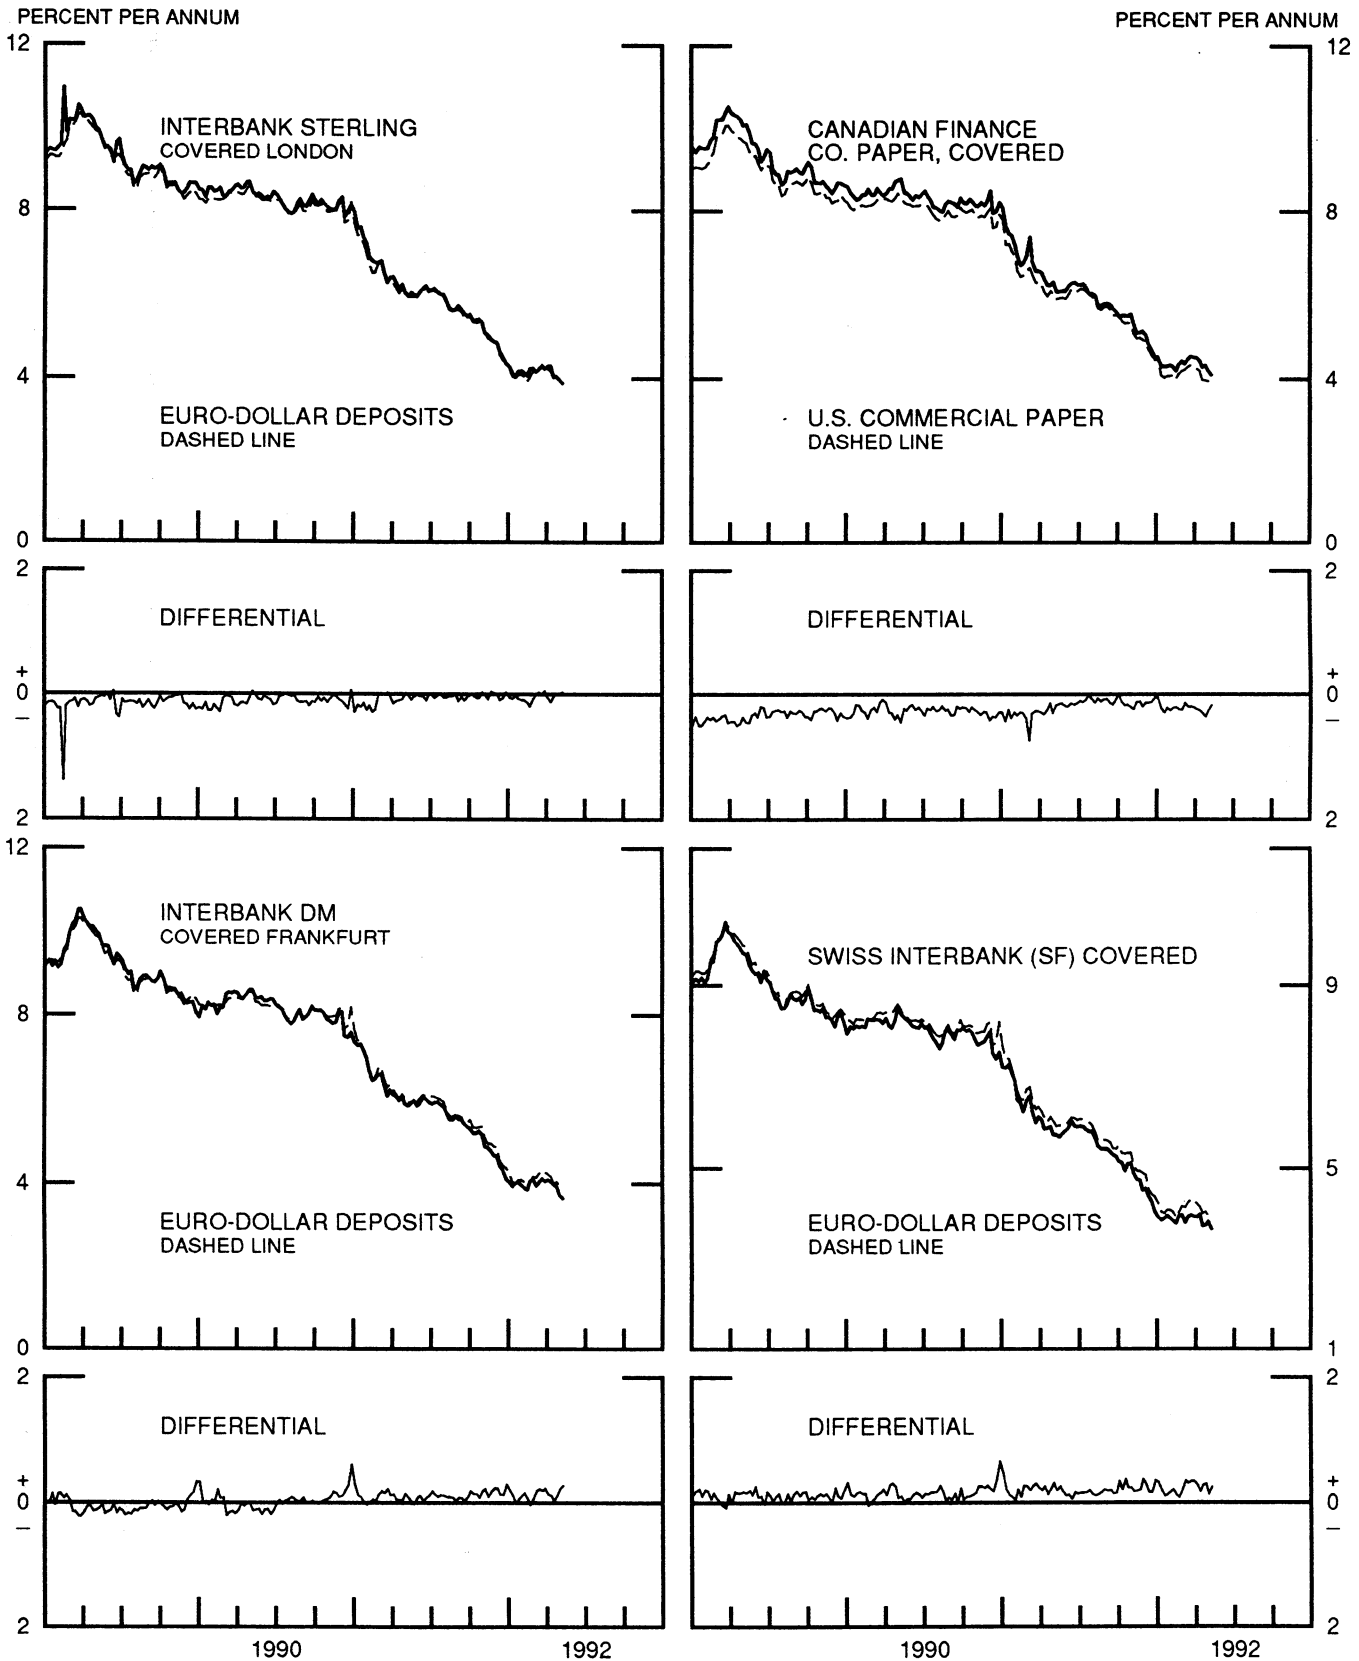 PERCENT PER ANNUM
PERCENT PER ANNUM
12
INTERBANK STERLING
COVERED LONDON
8
4
EURO-DOLLAR DEPOSITS
DASHED LINE
0
12
CANADIAN FINANCE
CO. PAPER, COVERED
8
4
U.S. COMMERCIAL PAPER
DASHED LINE
0
2
DIFFERENTIAL
+
0
–
2
2
DIFFERENTIAL
+
0
–
2
12
INTERBANK DM
COVERED FRANKFURT
8
4
EURO-DOLLAR DEPOSITS
DASHED LINE
0
SWISS INTERBANK (SF) COVERED
9
5
EURO-DOLLAR DEPOSITS
DASHED LINE
1
2
DIFFERENTIAL
+
0
–
2
1990
1992
2
DIFFERENTIAL
+
0
–
2
1990
1992